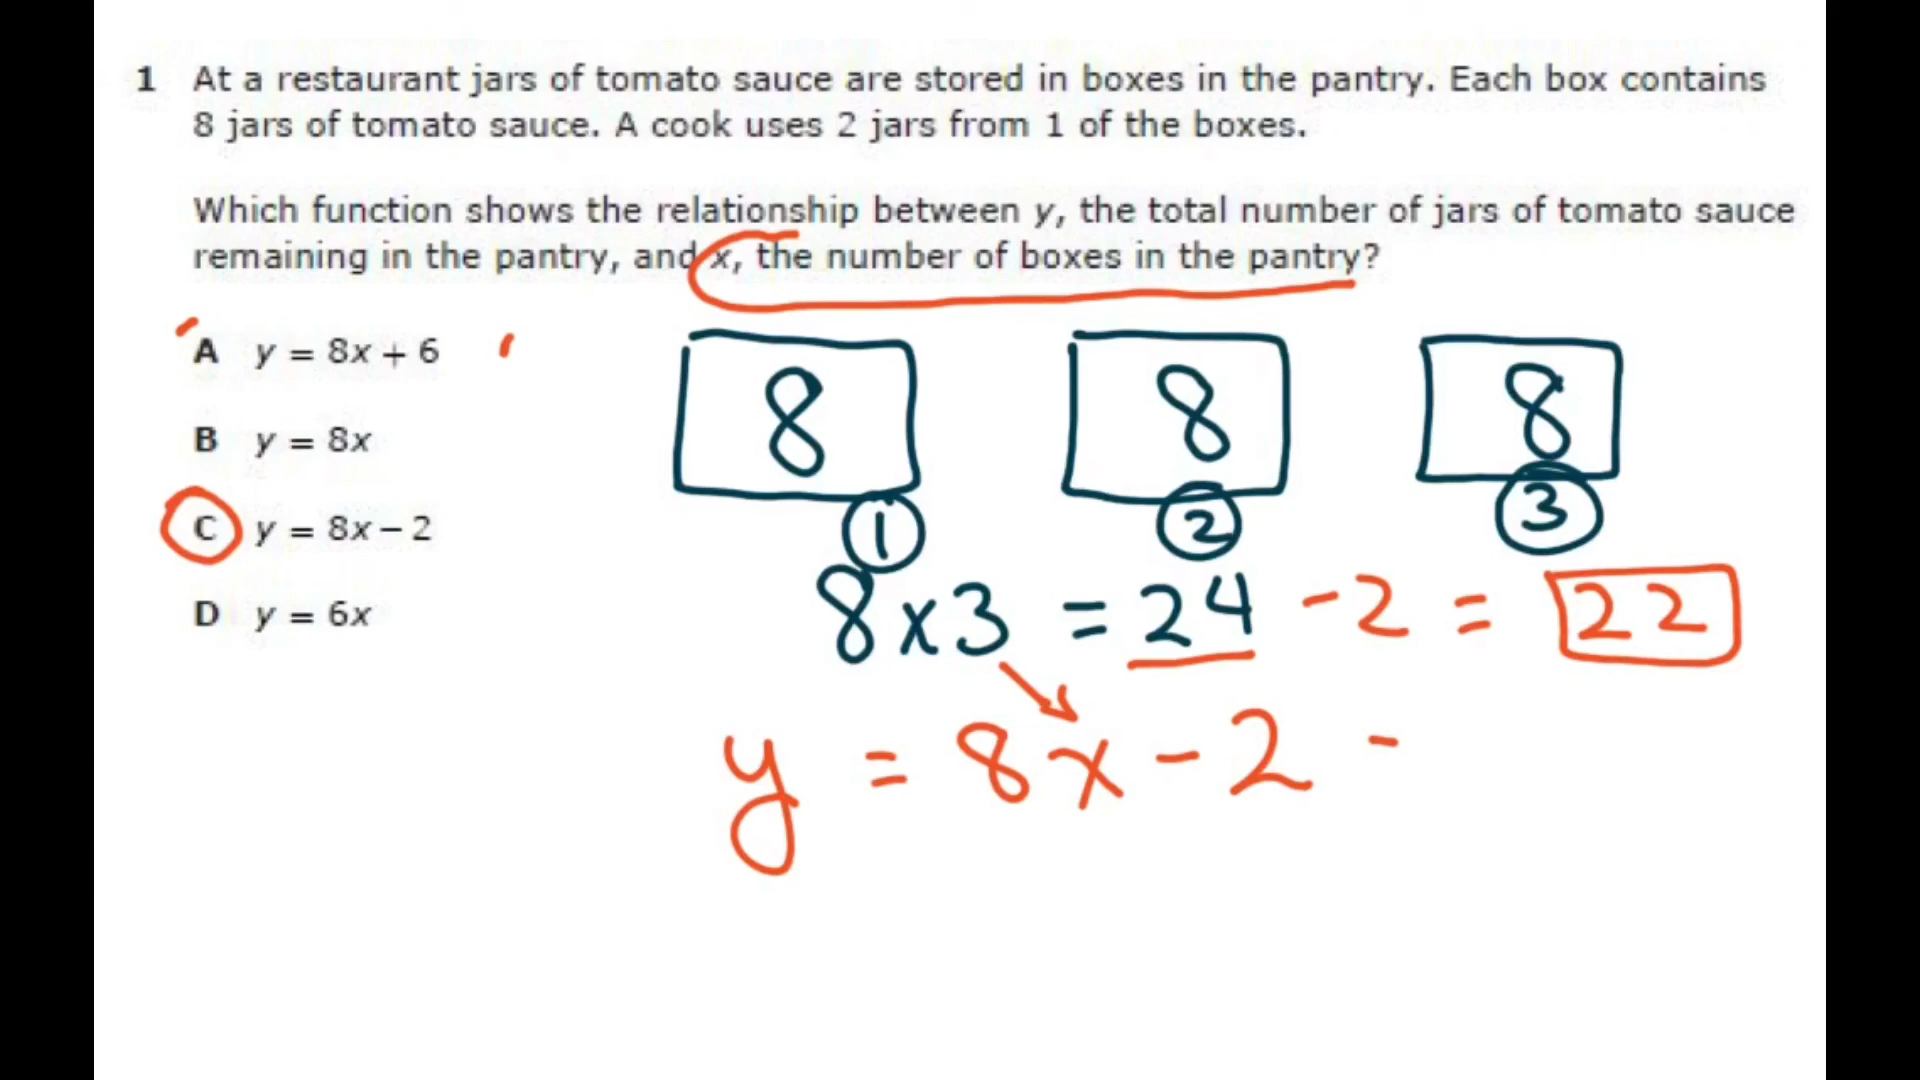 1 At a restaurant jars of tomato sauce are stored in boxes in the pantry. Each box contains
8 jars of tomato sauce. A cook uses 2 jars from 1 of the boxes.
Which function shows the relationship between y, the total number of jars of tomato sauce
remaining in the pantry, and x, the number of boxes in the pantry?
A y = 8x + 6
B y = 8x
C y = 8x − 2
D y = 6x
8 8 8
1 2 3
8 x 3 = 24 - 2 = 22
y = 8x - 2 -